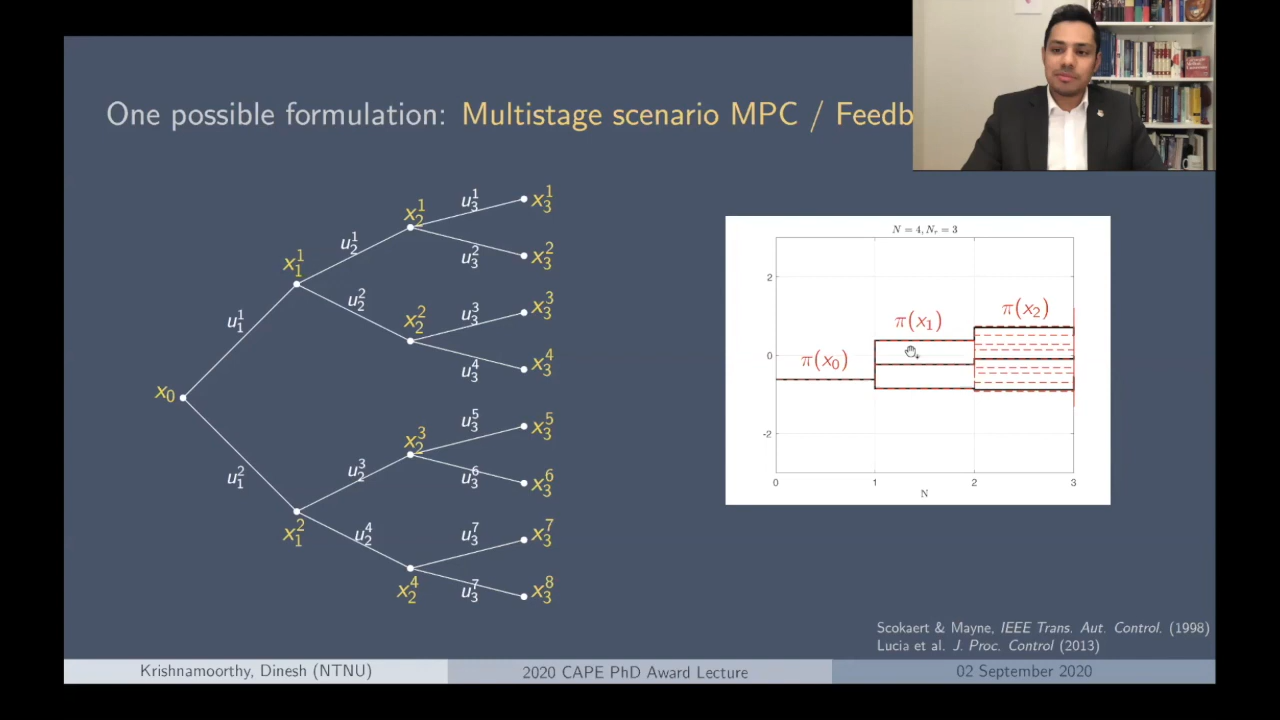 One possible formulation: Multistage scenario MPC / Feedb
x_3^1
u_3^1
x_2^1
u_2^1
u_3^2
x_3^2
x_1^1
u_2^2
x_3^3
u_3^3
x_2^2
u_1^1
x_3^4
u_3^4
x_0
u_3^5
x_3^5
x_2^3
u_1^2
u_2^3
u_3^6
x_3^6
x_1^2
u_2^4
u_3^7
x_3^7
x_2^4
u_3^7
x_3^8
N = 4, N_r = 3
2
π(x_2)
π(x_1)
0
π(x_0)
-2
0 1 2 3
N
Scokaert & Mayne, IEEE Trans. Aut. Control. (1998)
Lucia et al. J. Proc. Control (2013)
Krishnamoorthy, Dinesh (NTNU) 2020 CAPE PhD Award Lecture 02 September 2020